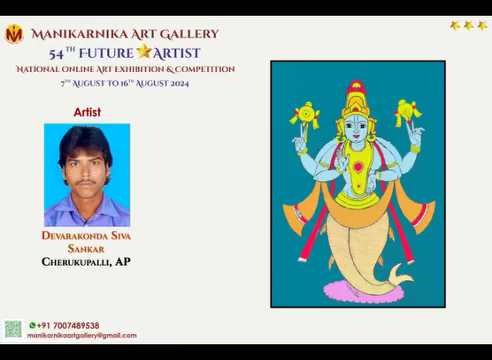 Manikarnika Art Gallery
54TH Future Artist
National Online Art Exhibition & Competition
7TH August to 16TH August 2024
Artist
Devarakonda Siva
Sankar
Cherukupalli, AP
+91 7007489538
manikarnikaartgallery@gmail.com